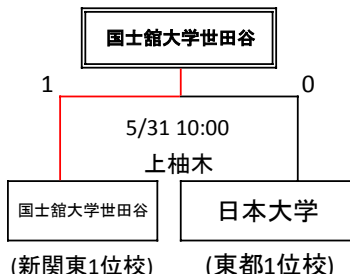 国士舘大学世田谷
1 0
5/31 10:00
上柚木
国士舘大学世田谷 日本大学
(新関東1位校) (東都1位校)